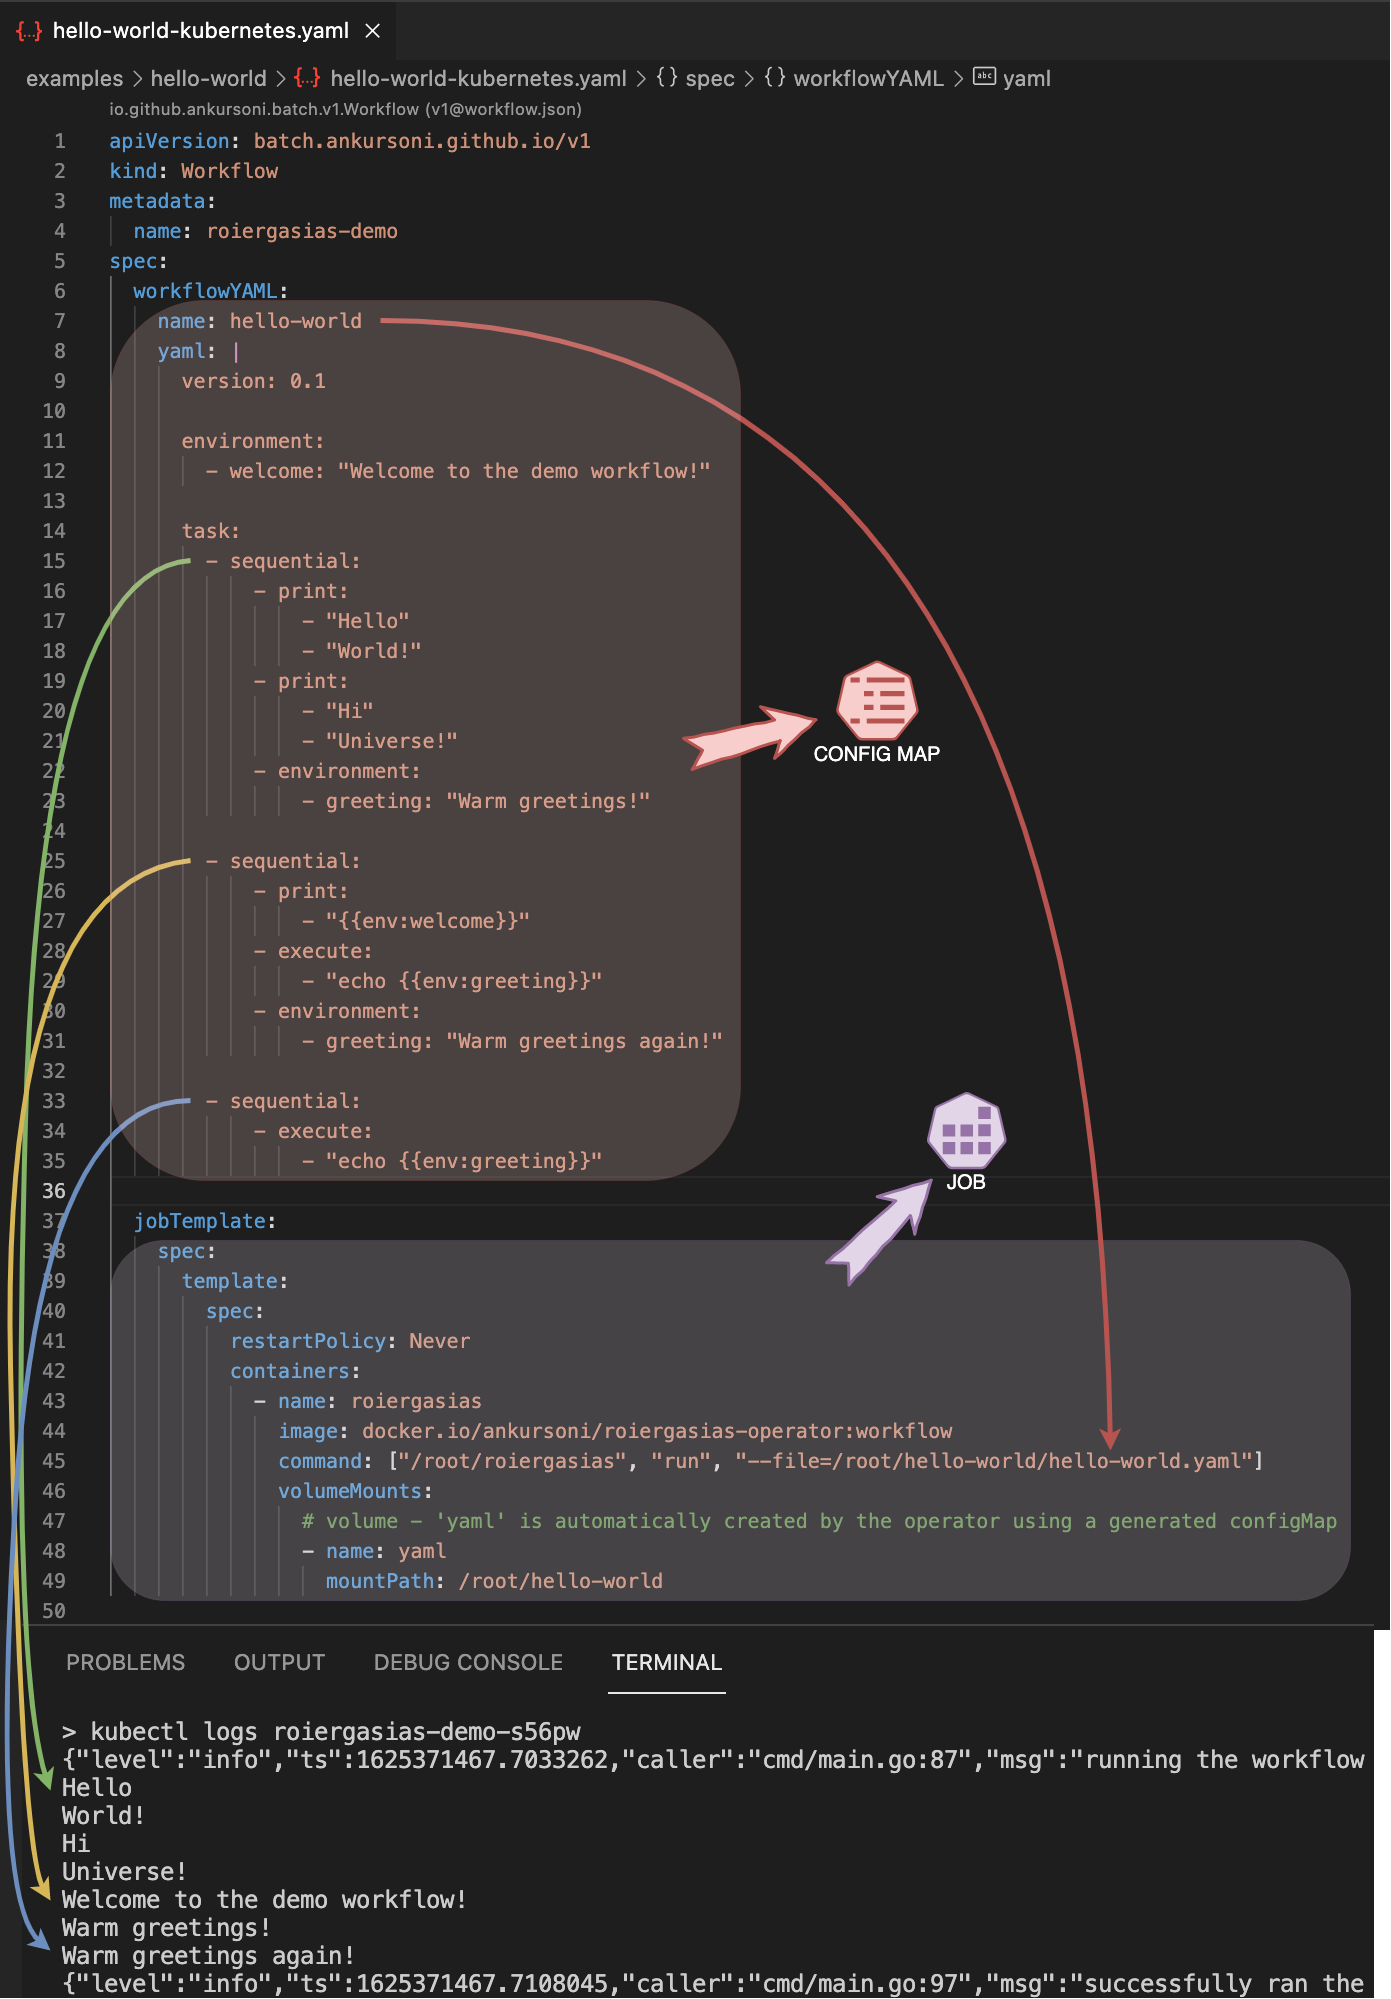 {..} hello-world-kubernetes.yaml ×
examples > hello-world > {..} hello-world-kubernetes.yaml > {} spec > {} workflowYAML > abc yaml
io.github.ankursoni.batch.v1.Workflow (v1@workflow.json)
1 apiVersion: batch.ankursoni.github.io/v1
2 kind: Workflow
3 metadata:
4 name: roiergasias-demo
5 spec:
6 workflowYAML:
7 name: hello-world
8 yaml: |
9 version: 0.1
10
11 environment:
12 - welcome: "Welcome to the demo workflow!"
13
14 task:
15 - sequential:
16 - print:
17 - "Hello"
18 - "World!"
19 - print:
20 - "Hi"
21 - "Universe!"
22 - environment:
23 - greeting: "Warm greetings!"
24
25 - sequential:
26 - print:
27 - "{{env:welcome}}"
28 - execute:
29 - "echo {{env:greeting}}"
30 - environment:
31 - greeting: "Warm greetings again!"
32
33 - sequential:
34 - execute:
35 - "echo {{env:greeting}}"
36
37 jobTemplate:
38 spec:
39 template:
40 spec:
41 restartPolicy: Never
42 containers:
43 - name: roiergasias
44 image: docker.io/ankursoni/roiergasias-operator:workflow
45 command: ["/root/roiergasias", "run", "--file=/root/hello-world/hello-world.yaml"]
46 volumeMounts:
47 # volume - 'yaml' is automatically created by the operator using a generated configMap
48 - name: yaml
49 mountPath: /root/hello-world
50
CONFIG MAP
JOB
PROBLEMS OUTPUT DEBUG CONSOLE TERMINAL
> kubectl logs roiergasias-demo-s56pw
{"level":"info","ts":1625371467.7033262,"caller":"cmd/main.go:87","msg":"running the workflow
Hello
World!
Hi
Universe!
Welcome to the demo workflow!
Warm greetings!
Warm greetings again!
{"level":"info","ts":1625371467.7108045,"caller":"cmd/main.go:97","msg":"successfully ran the